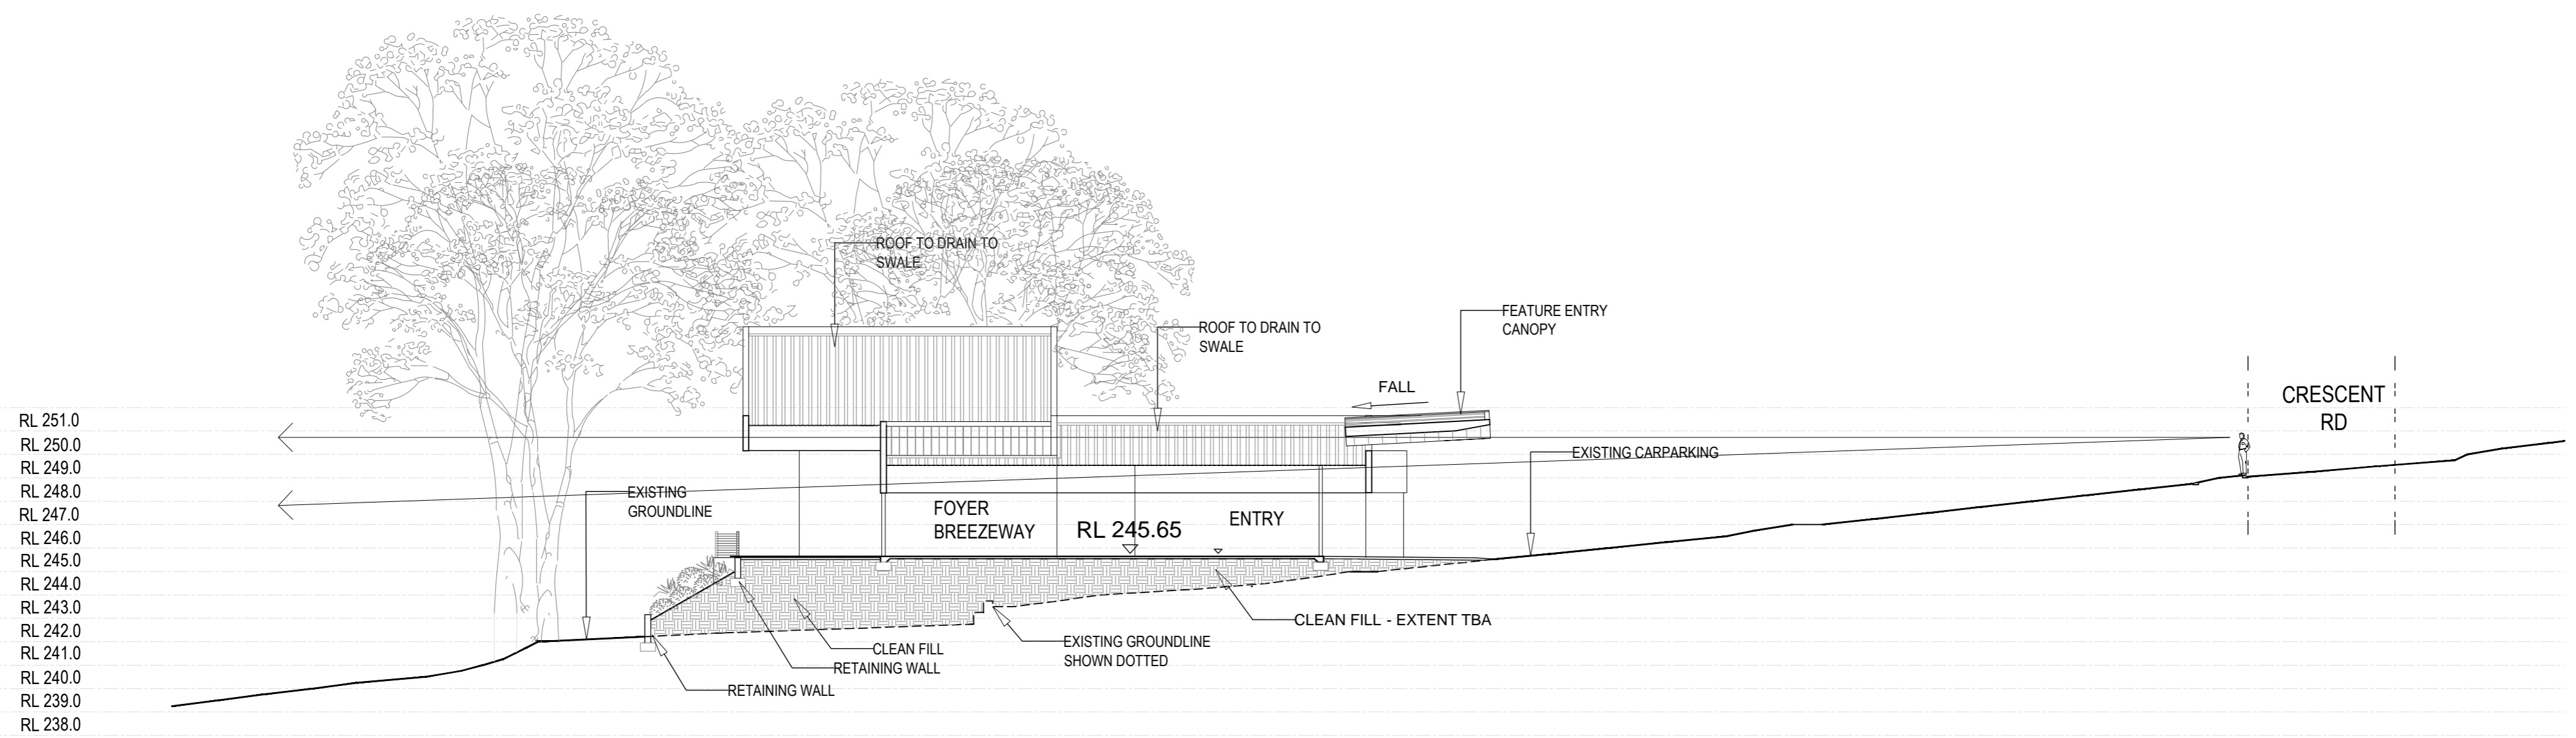 ROOF TO DRAIN TO
SWALE
FEATURE ENTRY
CANOPY
ROOF TO DRAIN TO
SWALE
FALL
CRESCENT
RD
RL 251.0
RL 250.0
RL 249.0
RL 248.0
RL 247.0
RL 246.0
RL 245.0
RL 244.0
RL 243.0
RL 242.0
RL 241.0
RL 240.0
RL 239.0
RL 238.0
EXISTING CARPARKING
EXISTING
GROUNDLINE
FOYER
BREEZEWAY
RL 245.65
ENTRY
CLEAN FILL - EXTENT TBA
EXISTING GROUNDLINE
SHOWN DOTTED
CLEAN FILL
RETAINING WALL
RETAINING WALL